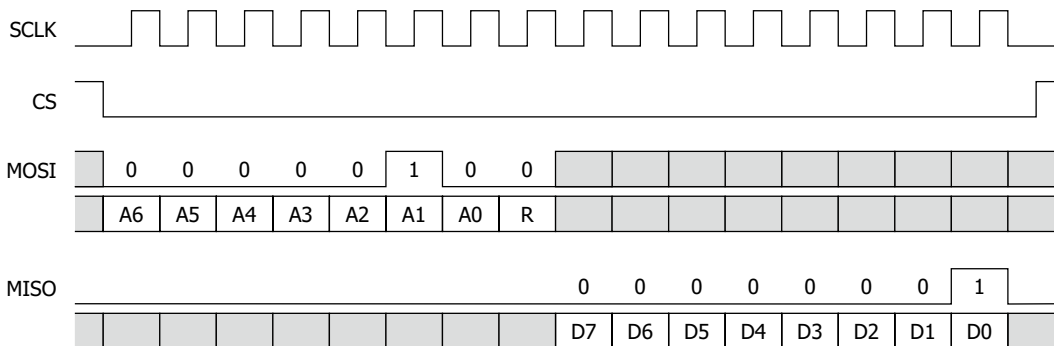 SCLK
CS
MOSI 0 0 0 0 0 1 0 0
A6 A5 A4 A3 A2 A1 A0 R
MISO 0 0 0 0 0 0 0 1
D7 D6 D5 D4 D3 D2 D1 D0